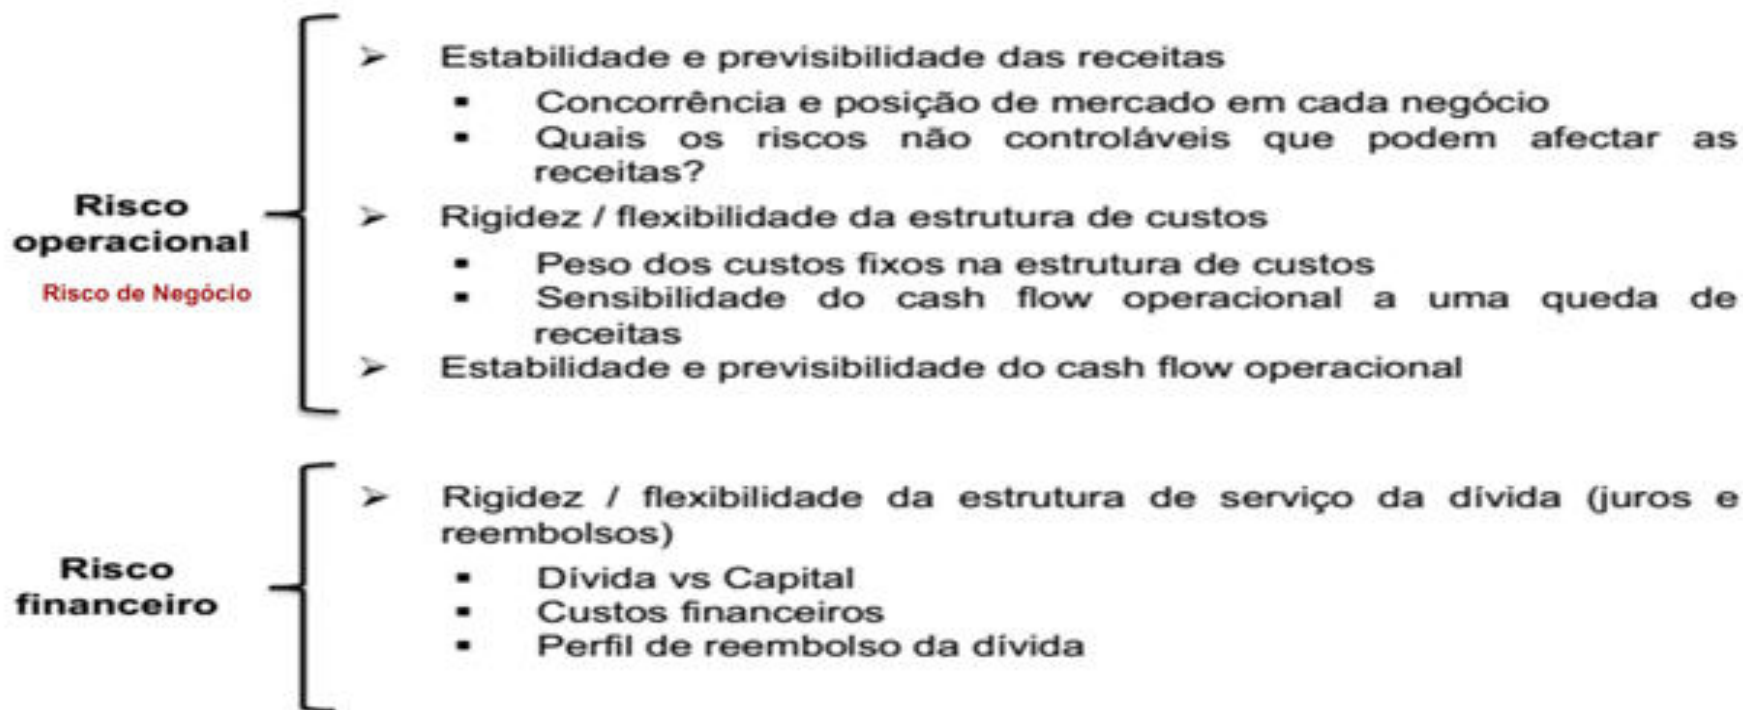 Risco
operacional
Risco de Negócio
➢ Estabilidade e previsibilidade das receitas
▪ Concorrência e posição de mercado em cada negócio
▪ Quais os riscos não controláveis que podem afectar as
receitas?
➢ Rigidez / flexibilidade da estrutura de custos
▪ Peso dos custos fixos na estrutura de custos
▪ Sensibilidade do cash flow operacional a uma queda de
receitas
➢ Estabilidade e previsibilidade do cash flow operacional
Risco
financeiro
➢ Rigidez / flexibilidade da estrutura de serviço da dívida (juros e
reembolsos)
▪ Dívida vs Capital
▪ Custos financeiros
▪ Perfil de reembolso da dívida